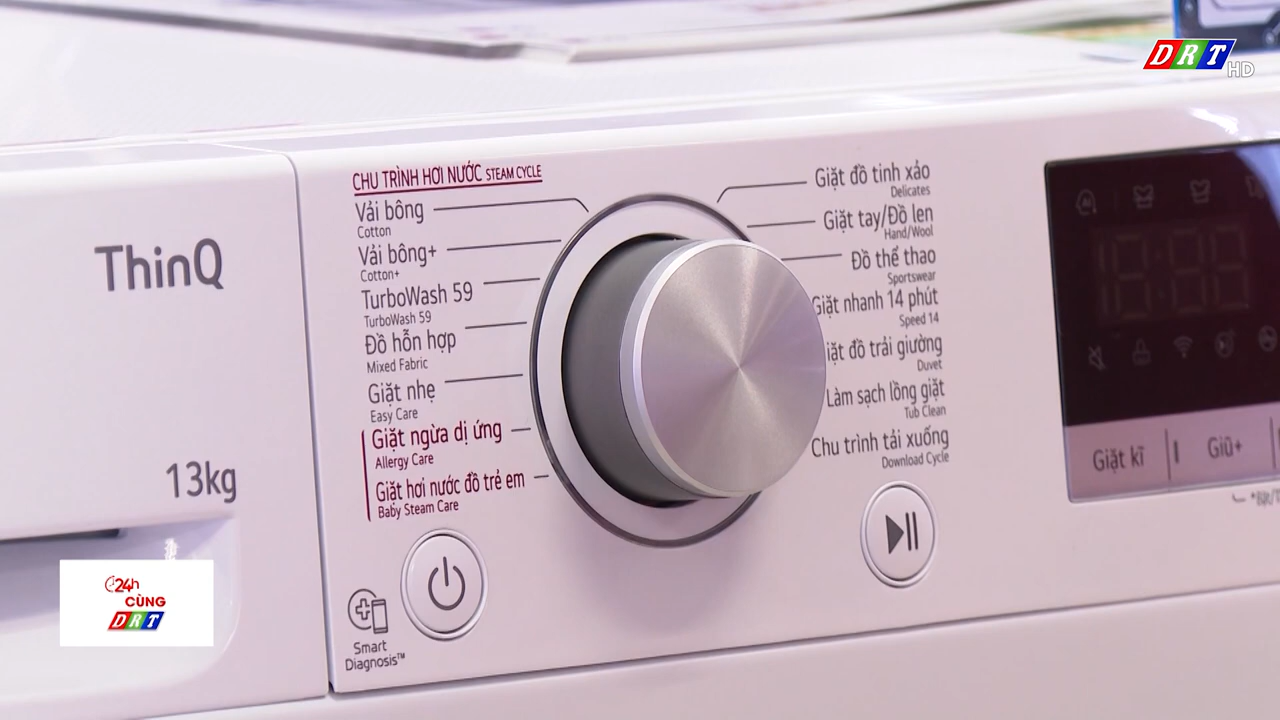 DRT HD
ThinQ
13kg
CHU TRÌNH HƠI NƯỚC STEAM CYCLE
Vải bông
Cotton
Vải bông+
Cotton+
TurboWash 59
TurboWash 59
Đồ hỗn hợp
Mixed Fabric
Giặt nhẹ
Easy Care
Giặt ngừa dị ứng
Allergy Care
Giặt hơi nước đồ trẻ em
Baby Steam Care
Giặt đồ tinh xảo
Delicates
Giặt tay/Đồ len
Hand/Wool
Đồ thể thao
Sportswear
Giặt nhanh 14 phút
Speed 14
iặt đồ trải giường
Duvet
Làm sạch lồng giặt
Tub Clean
Chu trình tải xuống
Download Cycle
Smart
Diagnosis™
AI
18:88
Giặt kĩ
Giũ+
24h
CÙNG
DRT